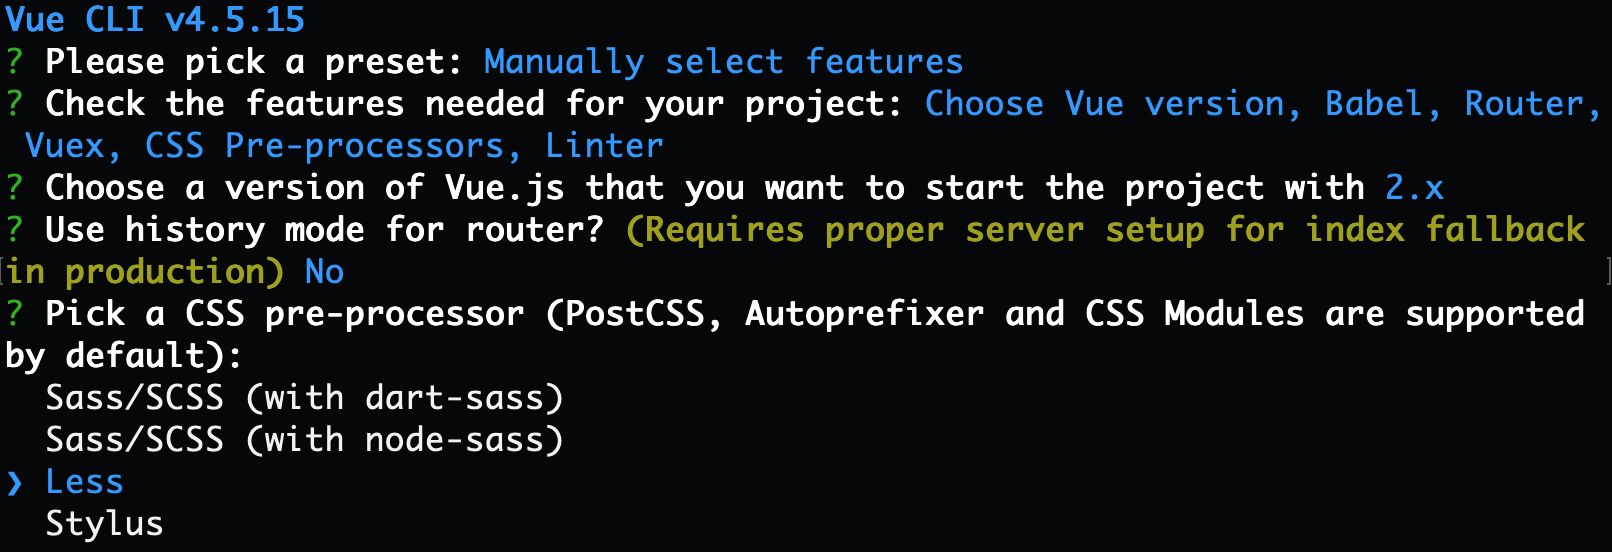 Vue CLI v4.5.15
? Please pick a preset: Manually select features
? Check the features needed for your project: Choose Vue version, Babel, Router,
Vuex, CSS Pre-processors, Linter
? Choose a version of Vue.js that you want to start the project with 2.x
? Use history mode for router? (Requires proper server setup for index fallback
[in production) No ]
? Pick a CSS pre-processor (PostCSS, Autoprefixer and CSS Modules are supported
by default):
Sass/SCSS (with dart-sass)
Sass/SCSS (with node-sass)
❯ Less
Stylus